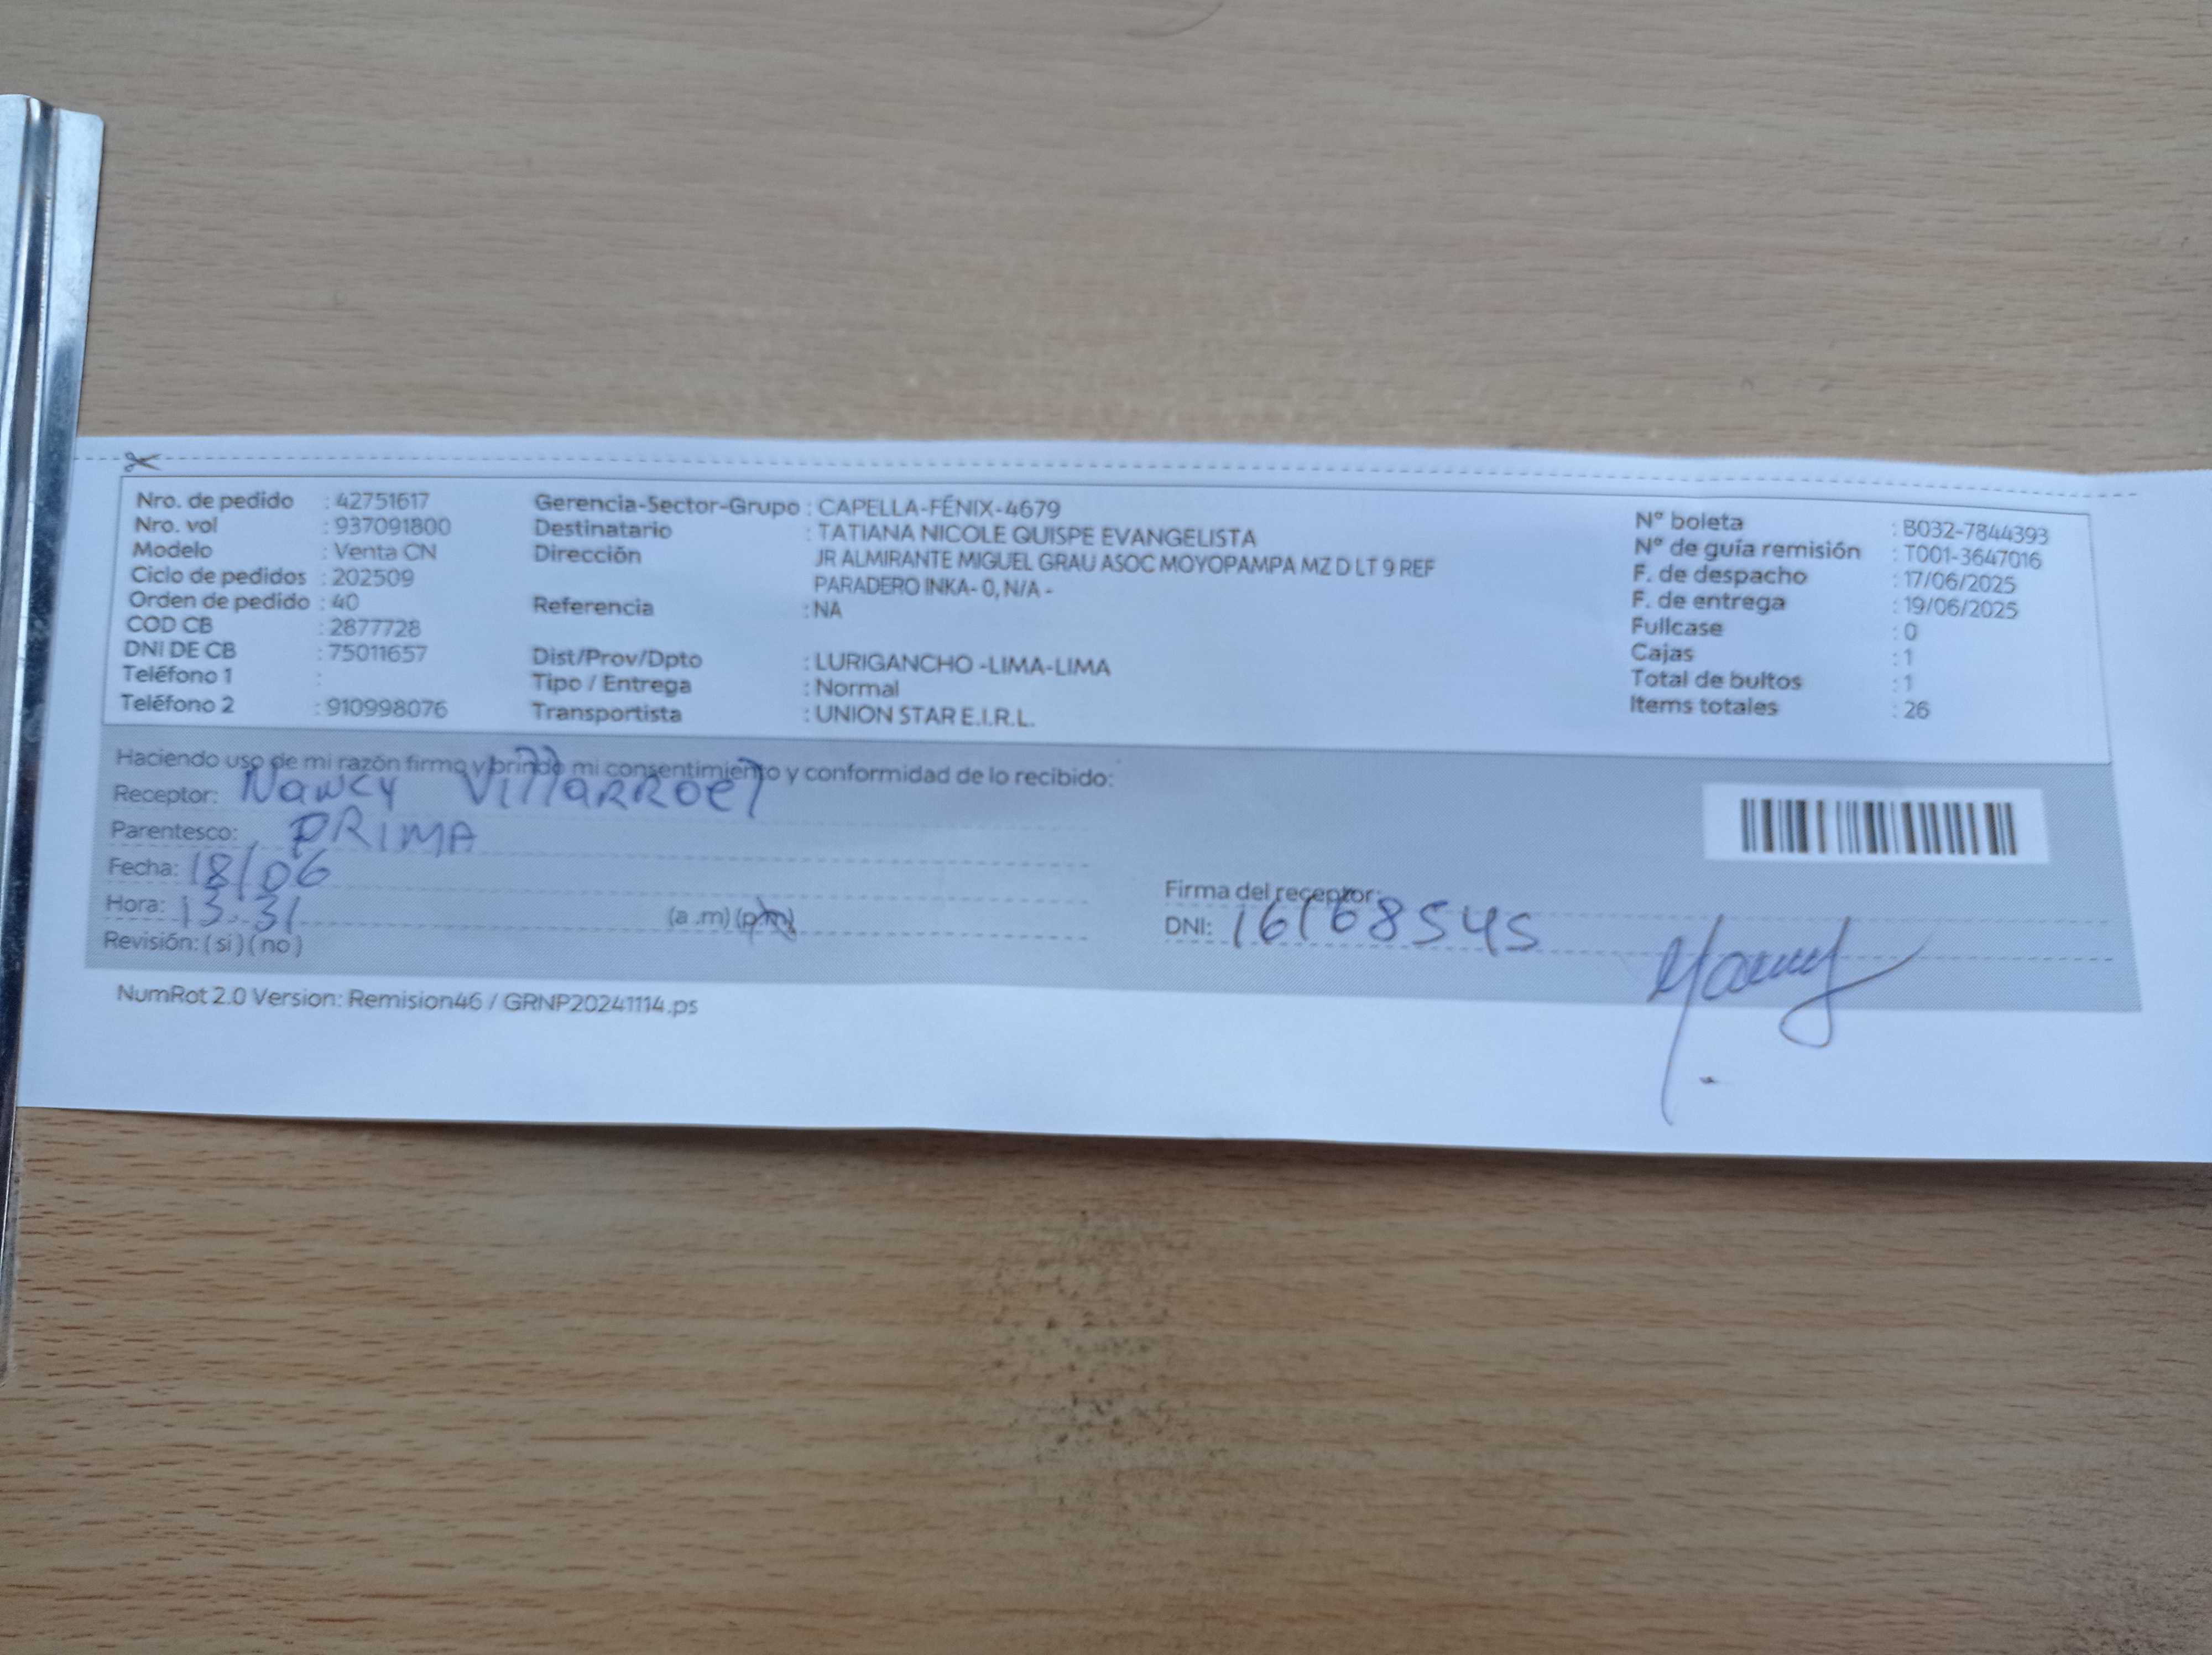 Nro. de pedido : 42751617
Nro. vol : 937091800
Modelo : Venta CN
Ciclo de pedidos : 202509
Orden de pedido : 40
COD CB : 2877728
DNI DE CB : 75011657
Teléfono 1 :
Teléfono 2 : 910998076
Gerencia-Sector-Grupo : CAPELLA-FÉNIX-4679
Destinatario : TATIANA NICOLE QUISPE EVANGELISTA
Dirección JR ALMIRANTE MIGUEL GRAU ASOC MOYOPAMPA MZ D LT 9 REF
PARADERO INKA- 0, N/A -
Referencia : NA
Dist/Prov/Dpto : LURIGANCHO -LIMA-LIMA
Tipo / Entrega : Normal
Transportista : UNION STAR E.I.R.L.
N° boleta : B032-7844393
N° de guía remisión : T001-3647016
F. de despacho : 17/06/2025
F. de entrega : 19/06/2025
Fullcase : 0
Cajas : 1
Total de bultos : 1
Items totales : 26
Haciendo uso de mi razón firmo y brindo mi consentimiento y conformidad de lo recibido:
Receptor: Nancy Villarroel
Parentesco: PRIMA
Fecha: 18/06
Hora: 13:31 (a .m) (p.m)
Revisión: ( si ) ( no )
Firma del receptor:
DNI: 16168545
NumRot 2.0 Version: Remision46 / GRNP20241114.ps